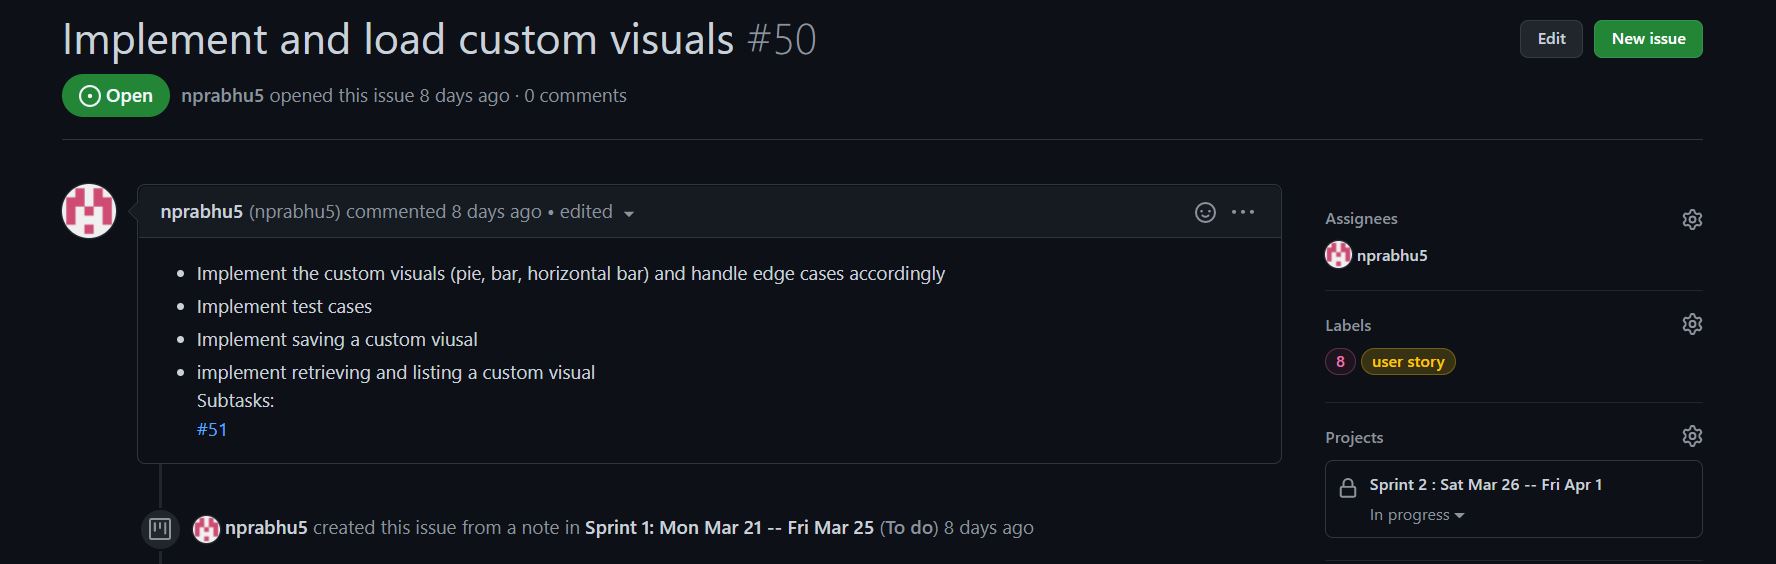 Implement and load custom visuals #50
Edit
New issue
Open
nprabhu5 opened this issue 8 days ago · 0 comments
nprabhu5 (nprabhu5) commented 8 days ago • edited
Implement the custom visuals (pie, bar, horizontal bar) and handle edge cases accordingly
Implement test cases
Implement saving a custom viusal
implement retrieving and listing a custom visual
Subtasks:
#51
nprabhu5 created this issue from a note in Sprint 1: Mon Mar 21 -- Fri Mar 25 (To do) 8 days ago
Assignees
nprabhu5
Labels
8 user story
Projects
Sprint 2 : Sat Mar 26 -- Fri Apr 1
In progress